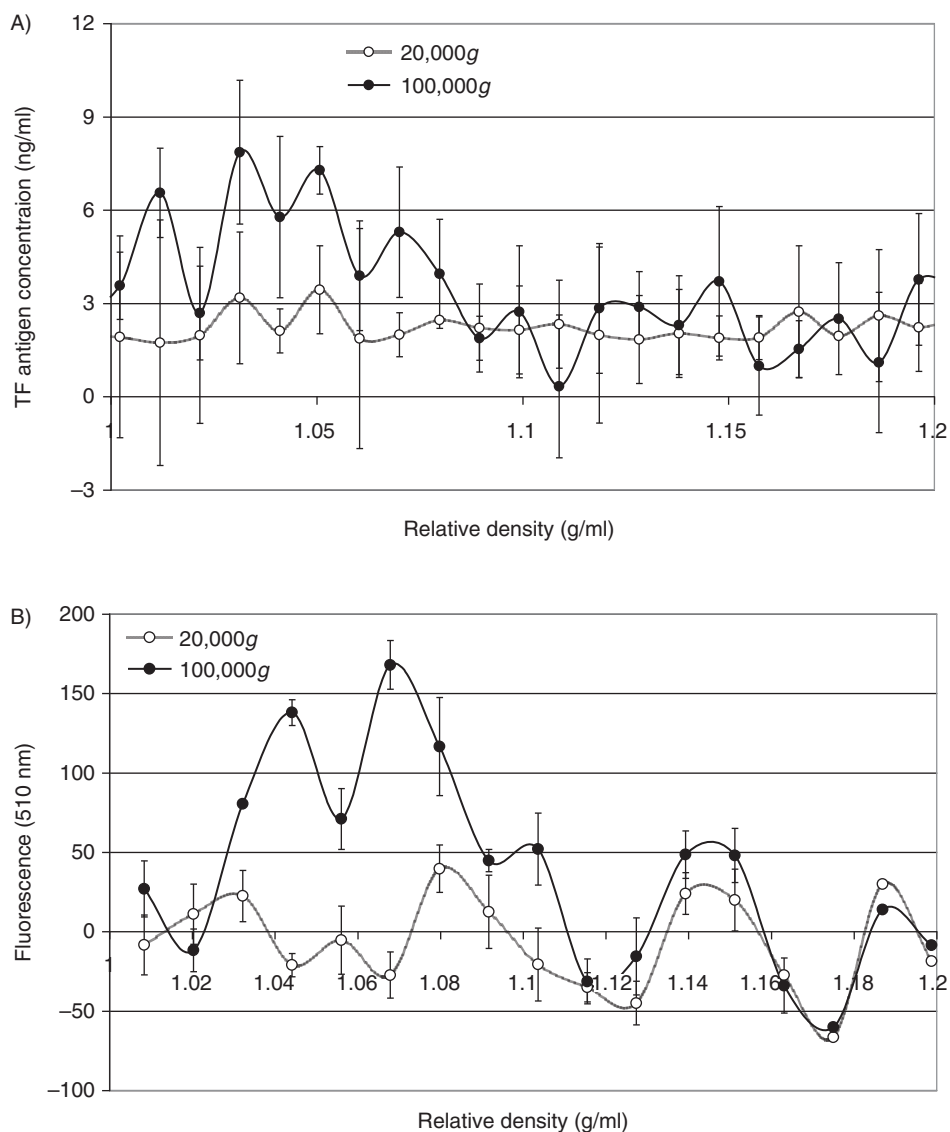 A)
12
9
6
3
0
–3
TF antigen concentraion (ng/ml)
20,000g
100,000g
1 1.05 1.1 1.15 1.2
Relative density (g/ml)
B)
200
150
100
50
0
–50
–100
Fluorescence (510 nm)
20,000g
100,000g
1 1.02 1.04 1.06 1.08 1.1 1.12 1.14 1.16 1.18 1.2
Relative density (g/ml)